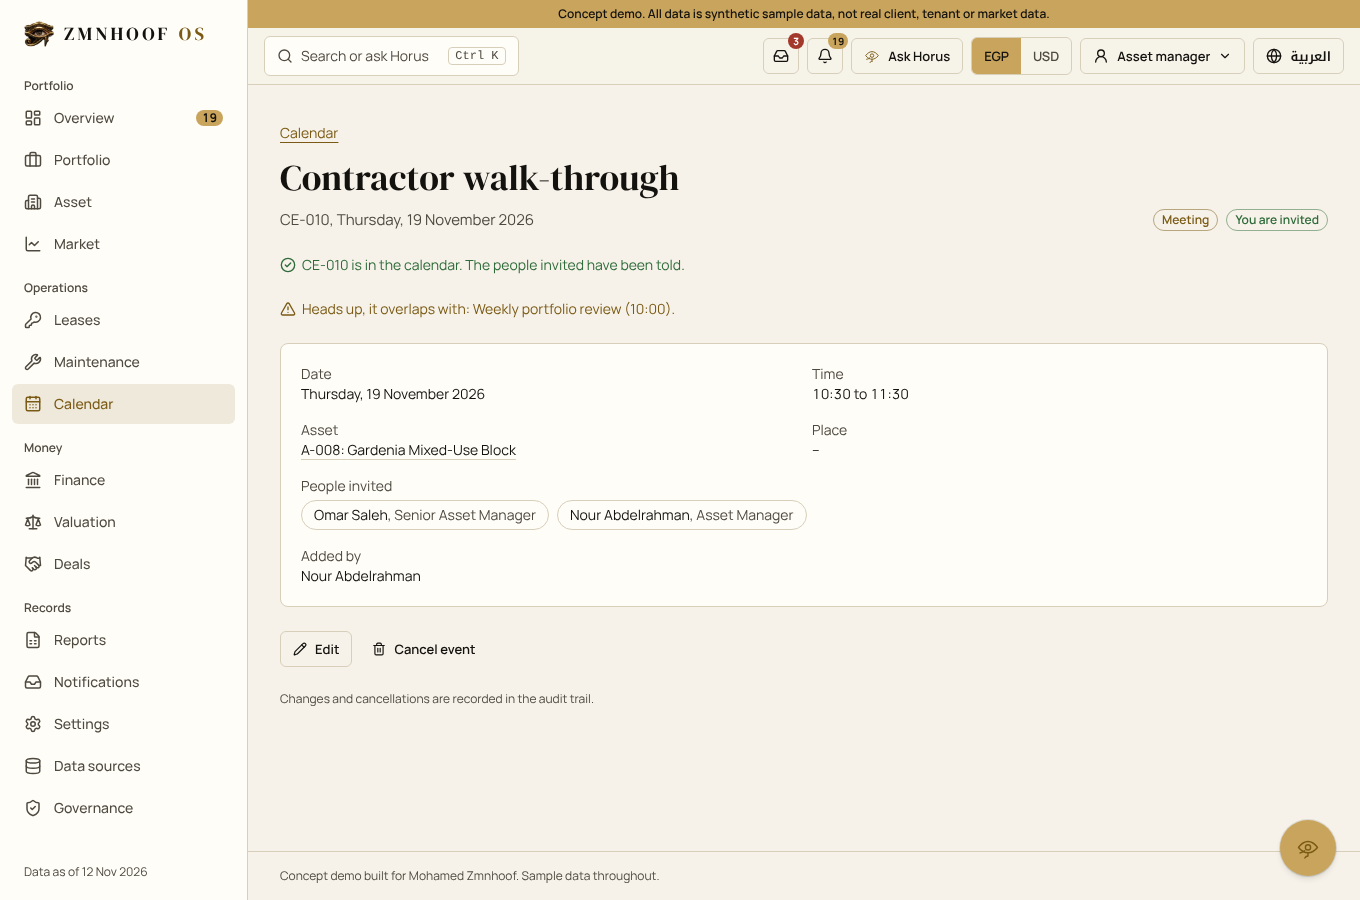 Concept demo. All data is synthetic sample data, not real client, tenant or market data.
ZMNHOOF OS
Search or ask Horus
Ctrl K
3
19
Ask Horus
EGP
USD
Asset manager
العربية
Portfolio
Overview
19
Portfolio
Asset
Market
Operations
Leases
Maintenance
Calendar
Money
Finance
Valuation
Deals
Records
Reports
Notifications
Settings
Data sources
Governance
Data as of 12 Nov 2026
Calendar
Contractor walk-through
CE-010, Thursday, 19 November 2026
Meeting
You are invited
CE-010 is in the calendar. The people invited have been told.
Heads up, it overlaps with: Weekly portfolio review (10:00).
Date
Thursday, 19 November 2026
Time
10:30 to 11:30
Asset
A-008: Gardenia Mixed-Use Block
Place
–
People invited
Omar Saleh, Senior Asset Manager
Nour Abdelrahman, Asset Manager
Added by
Nour Abdelrahman
Edit
Cancel event
Changes and cancellations are recorded in the audit trail.
Concept demo built for Mohamed Zmnhoof. Sample data throughout.